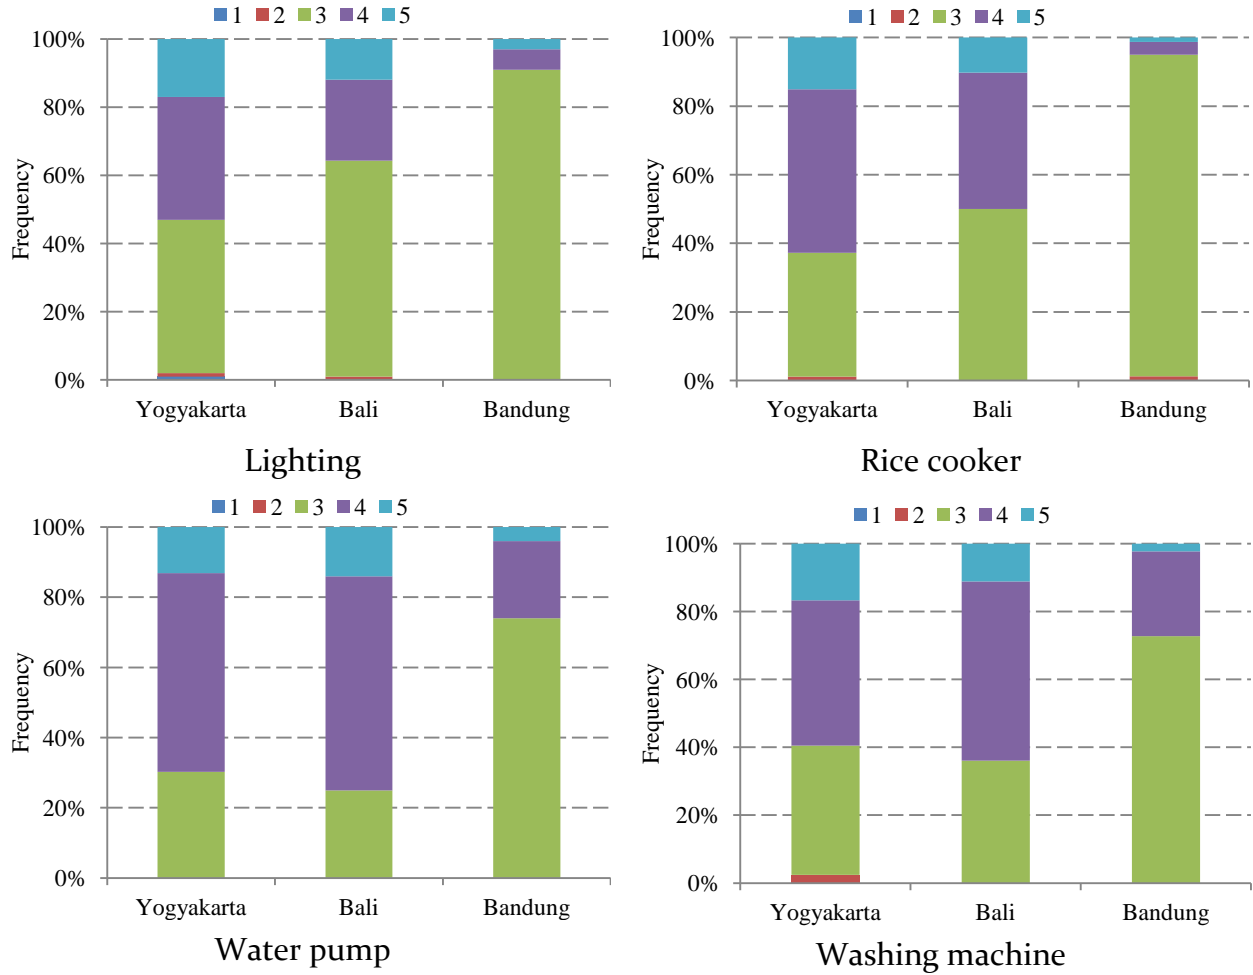 1 2 3 4 5
100%
80%
60%
40%
20%
0%
Frequency
Yogyakarta Bali Bandung
Lighting
1 2 3 4 5
100%
80%
60%
40%
20%
0%
Frequency
Yogyakarta Bali Bandung
Rice cooker
1 2 3 4 5
100%
80%
60%
40%
20%
0%
Frequency
Yogyakarta Bali Bandung
Water pump
1 2 3 4 5
100%
80%
60%
40%
20%
0%
Frequency
Yogyakarta Bali Bandung
Washing machine